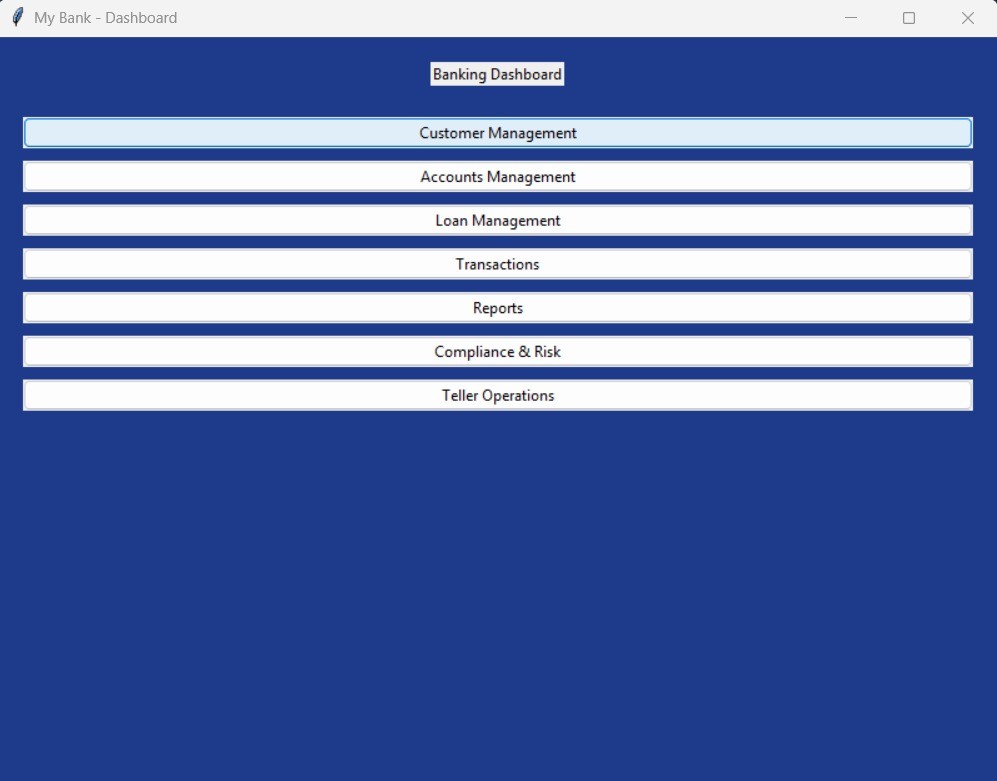 My Bank - Dashboard
Banking Dashboard
Customer Management
Accounts Management
Loan Management
Transactions
Reports
Compliance & Risk
Teller Operations